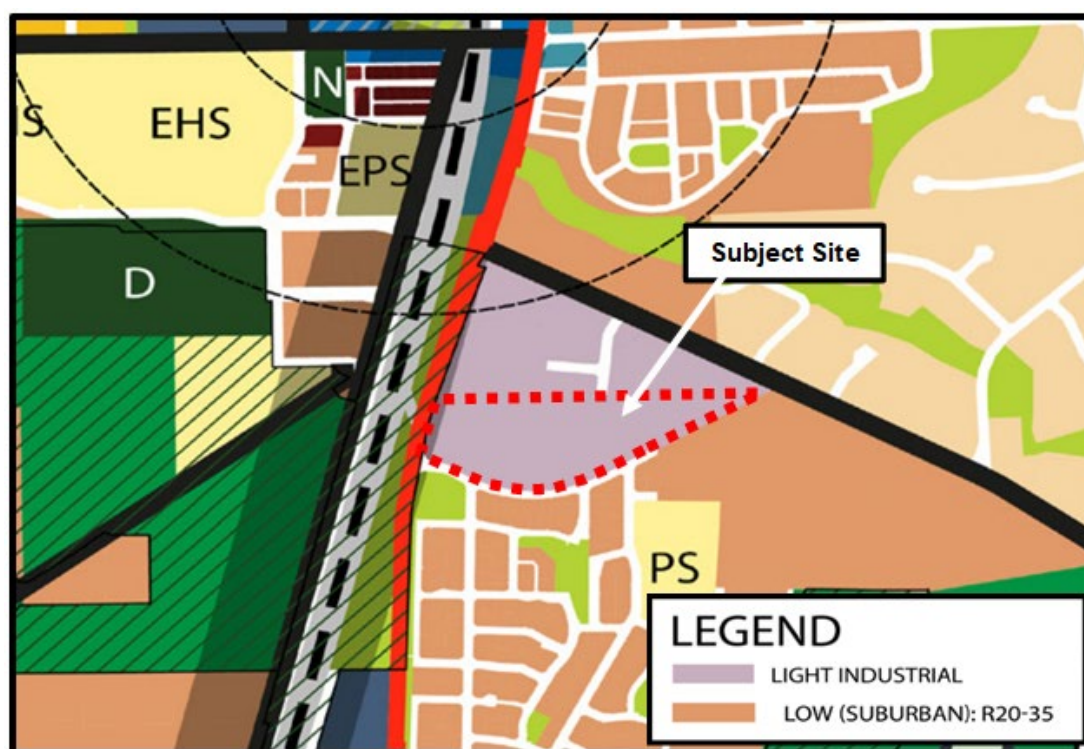 N
S
EHS
EPS
Subject Site
D
PS
LEGEND
LIGHT INDUSTRIAL
LOW (SUBURBAN): R20-35